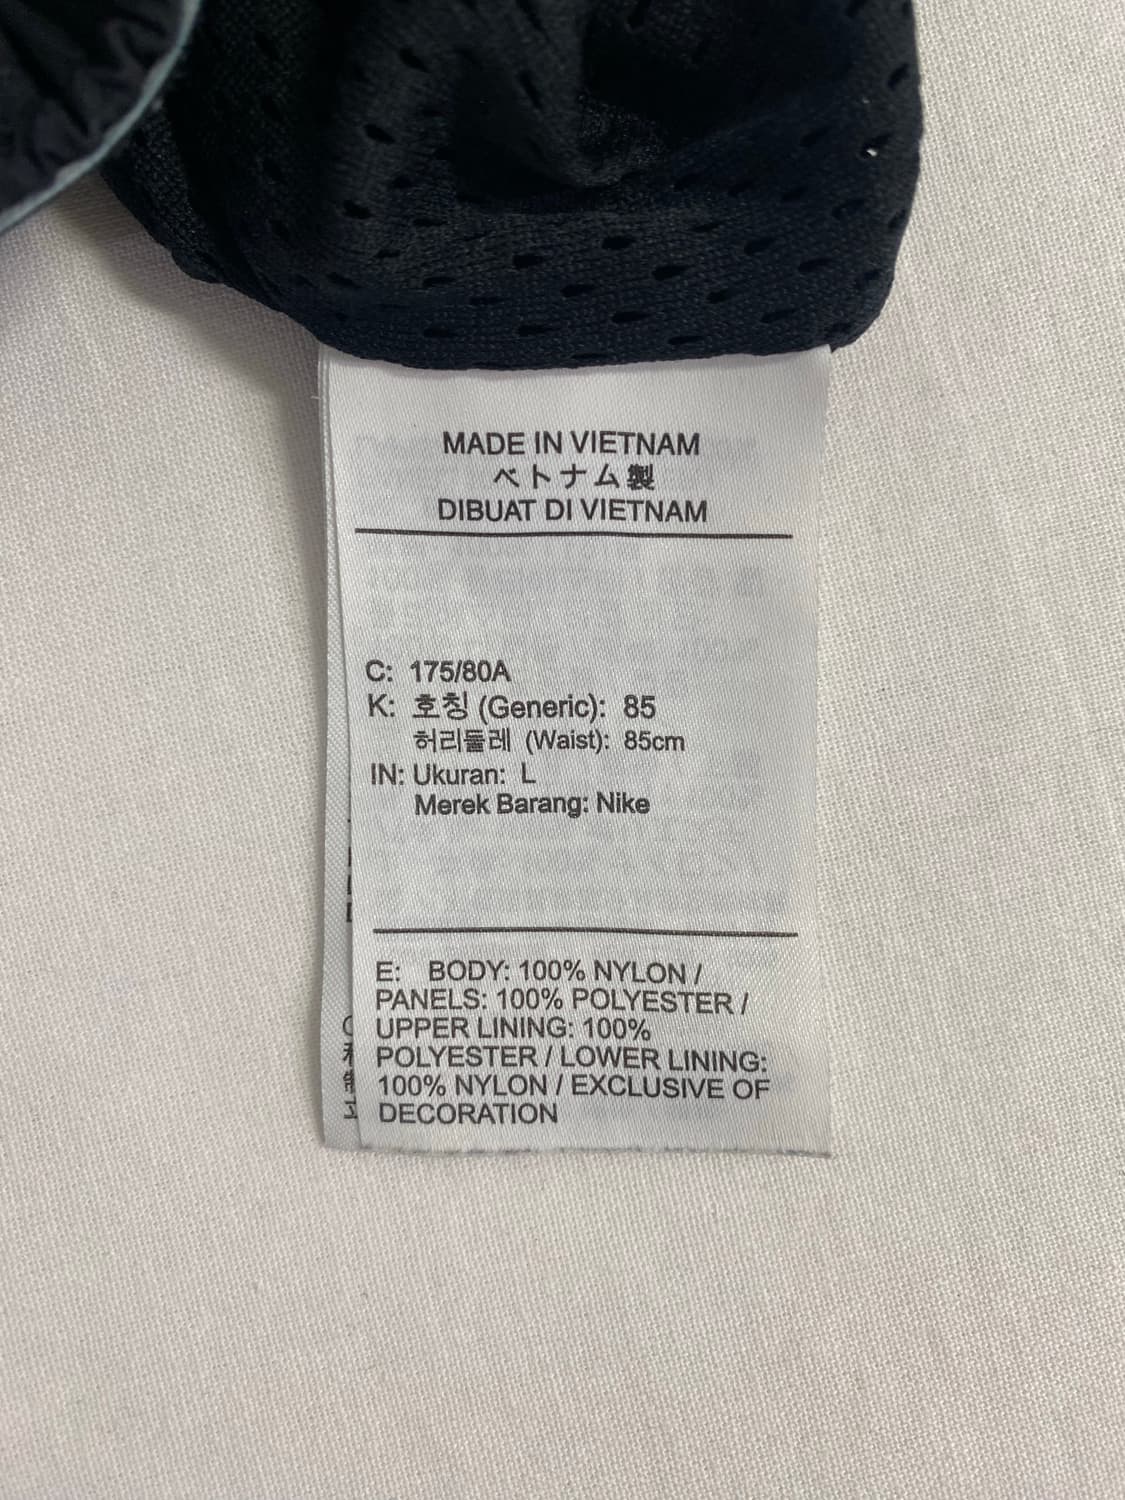 MADE IN VIETNAM
ベトナム製
DIBUAT DI VIETNAM
C: 175/80A
K: 호칭 (Generic): 85
허리둘레 (Waist): 85cm
IN: Ukuran: L
Merek Barang: Nike
E: BODY: 100% NYLON /
PANELS: 100% POLYESTER /
UPPER LINING: 100%
POLYESTER / LOWER LINING:
100% NYLON / EXCLUSIVE OF
DECORATION